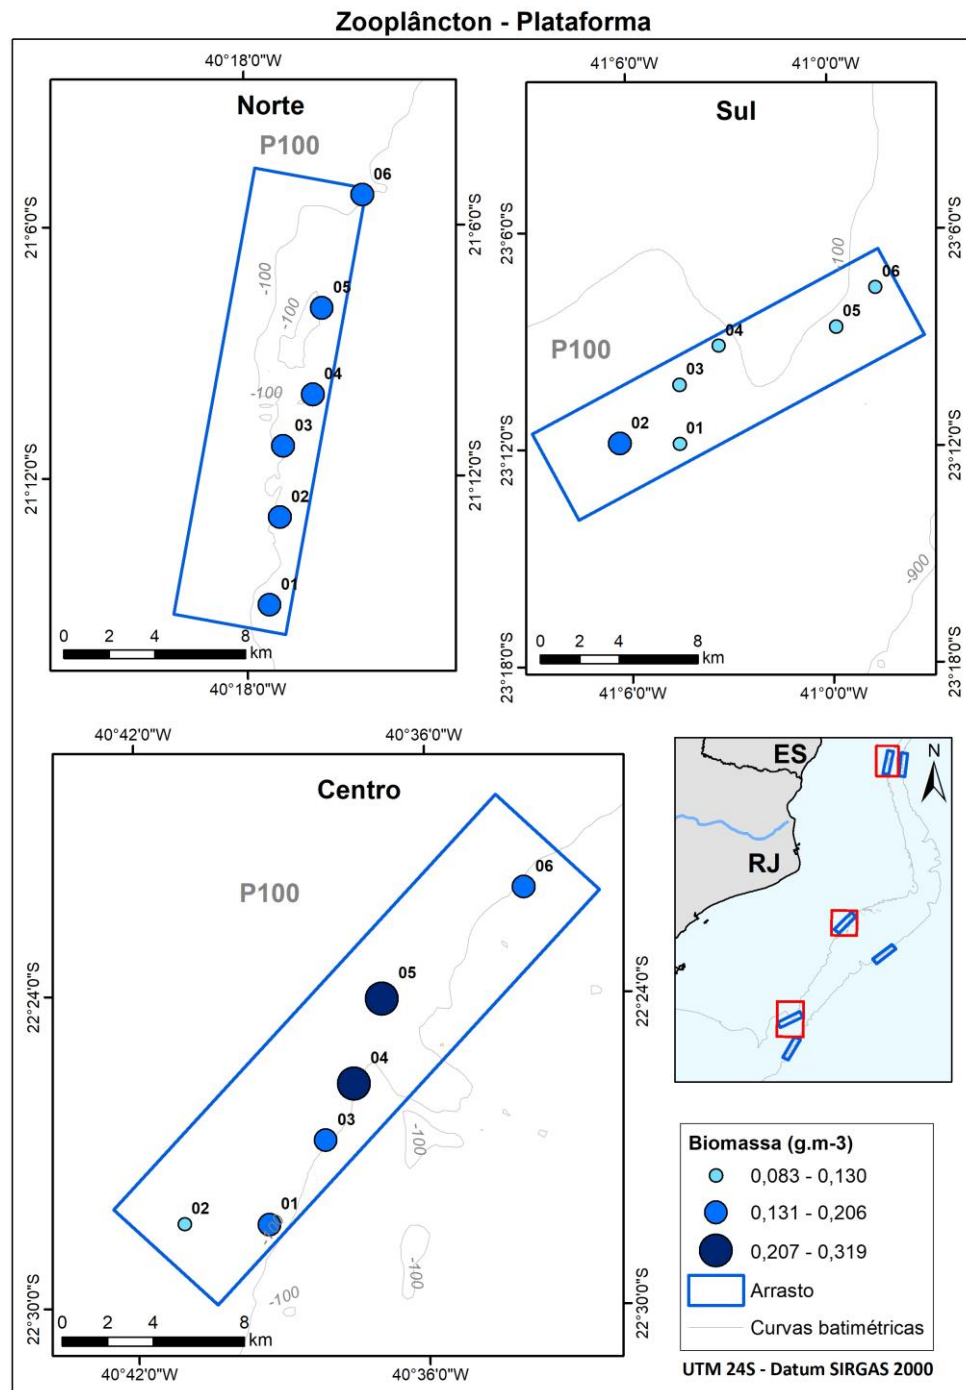 Zooplâncton - Plataforma
40°18'0"W
Norte
P100
06
05
04
03
02
01
-100
-100
-100
21°6'0"S
21°12'0"S
21°6'0"S
21°12'0"S
0 2 4 8
km
40°18'0"W
41°6'0"W 41°0'0"W
Sul
P100
-100
06
05
04
03
02
01
-900
23°6'0"S
23°12'0"S
23°18'0"S
23°6'0"S
23°12'0"S
23°18'0"S
0 2 4 8
km
41°6'0"W 41°0'0"W
40°42'0"W 40°36'0"W
Centro
P100
06
05
04
03
02
01
-100
-100
-100
-100
22°24'0"S
22°30'0"S
22°24'0"S
22°30'0"S
0 2 4 8
km
40°42'0"W 40°36'0"W
ES
RJ
N
Biomassa (g.m-3)
0,083 - 0,130
0,131 - 0,206
0,207 - 0,319
Arrasto
Curvas batimétricas
UTM 24S - Datum SIRGAS 2000